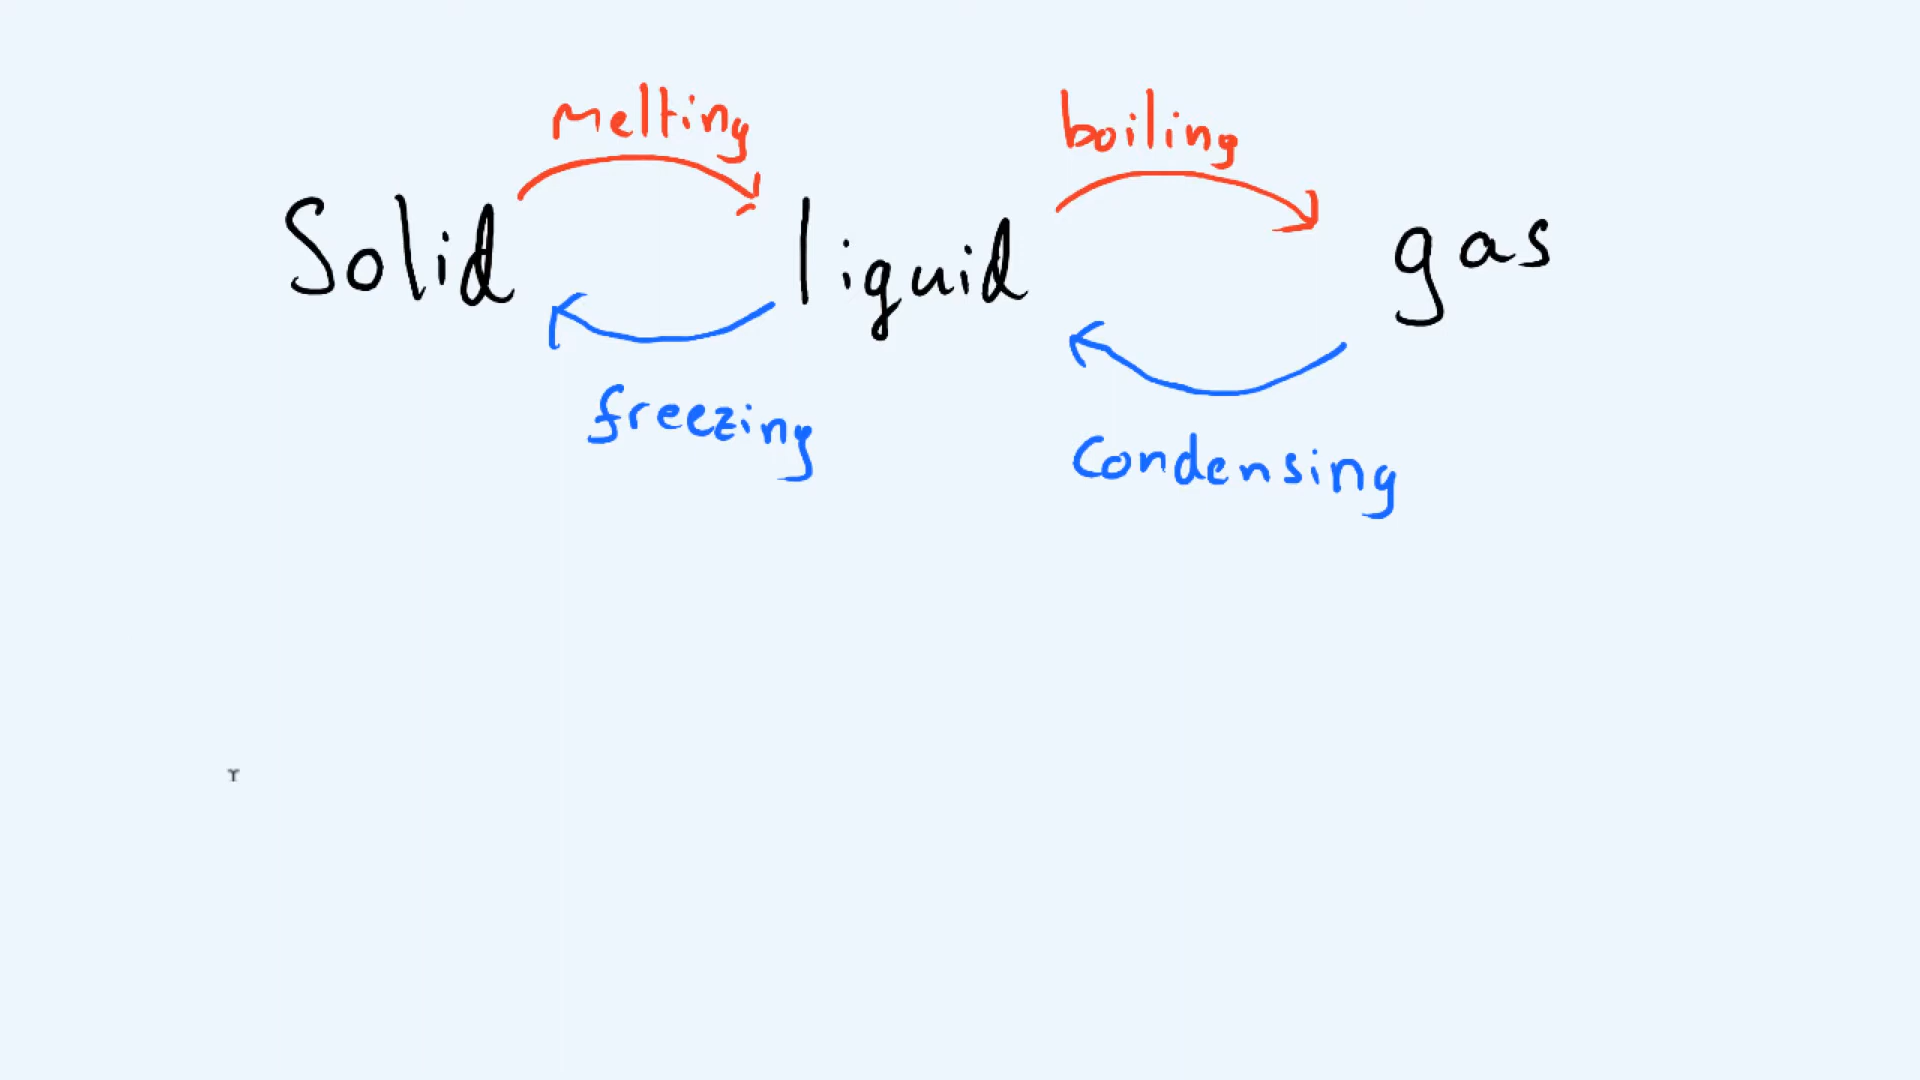 melting
boiling
Solid liquid gas
freezing
Condensing